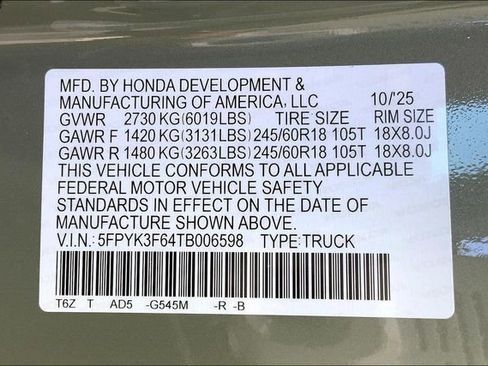 MFD. BY HONDA DEVELOPMENT &
MANUFACTURING OF AMERICA, LLC 10/'25
GVWR 2730 KG(6019LBS) TIRE SIZE RIM SIZE
GAWR F 1420 KG(3131LBS) 245/60R18 105T 18X8.0J
GAWR R 1480 KG(3263LBS) 245/60R18 105T 18X8.0J
THIS VEHICLE CONFORMS TO ALL APPLICABLE
FEDERAL MOTOR VEHICLE SAFETY
STANDARDS IN EFFECT ON THE DATE OF
MANUFACTURE SHOWN ABOVE.
V.I.N.: 5FPYK3F64TB006598 TYPE:TRUCK
T6Z T AD5 -G545M -R -B